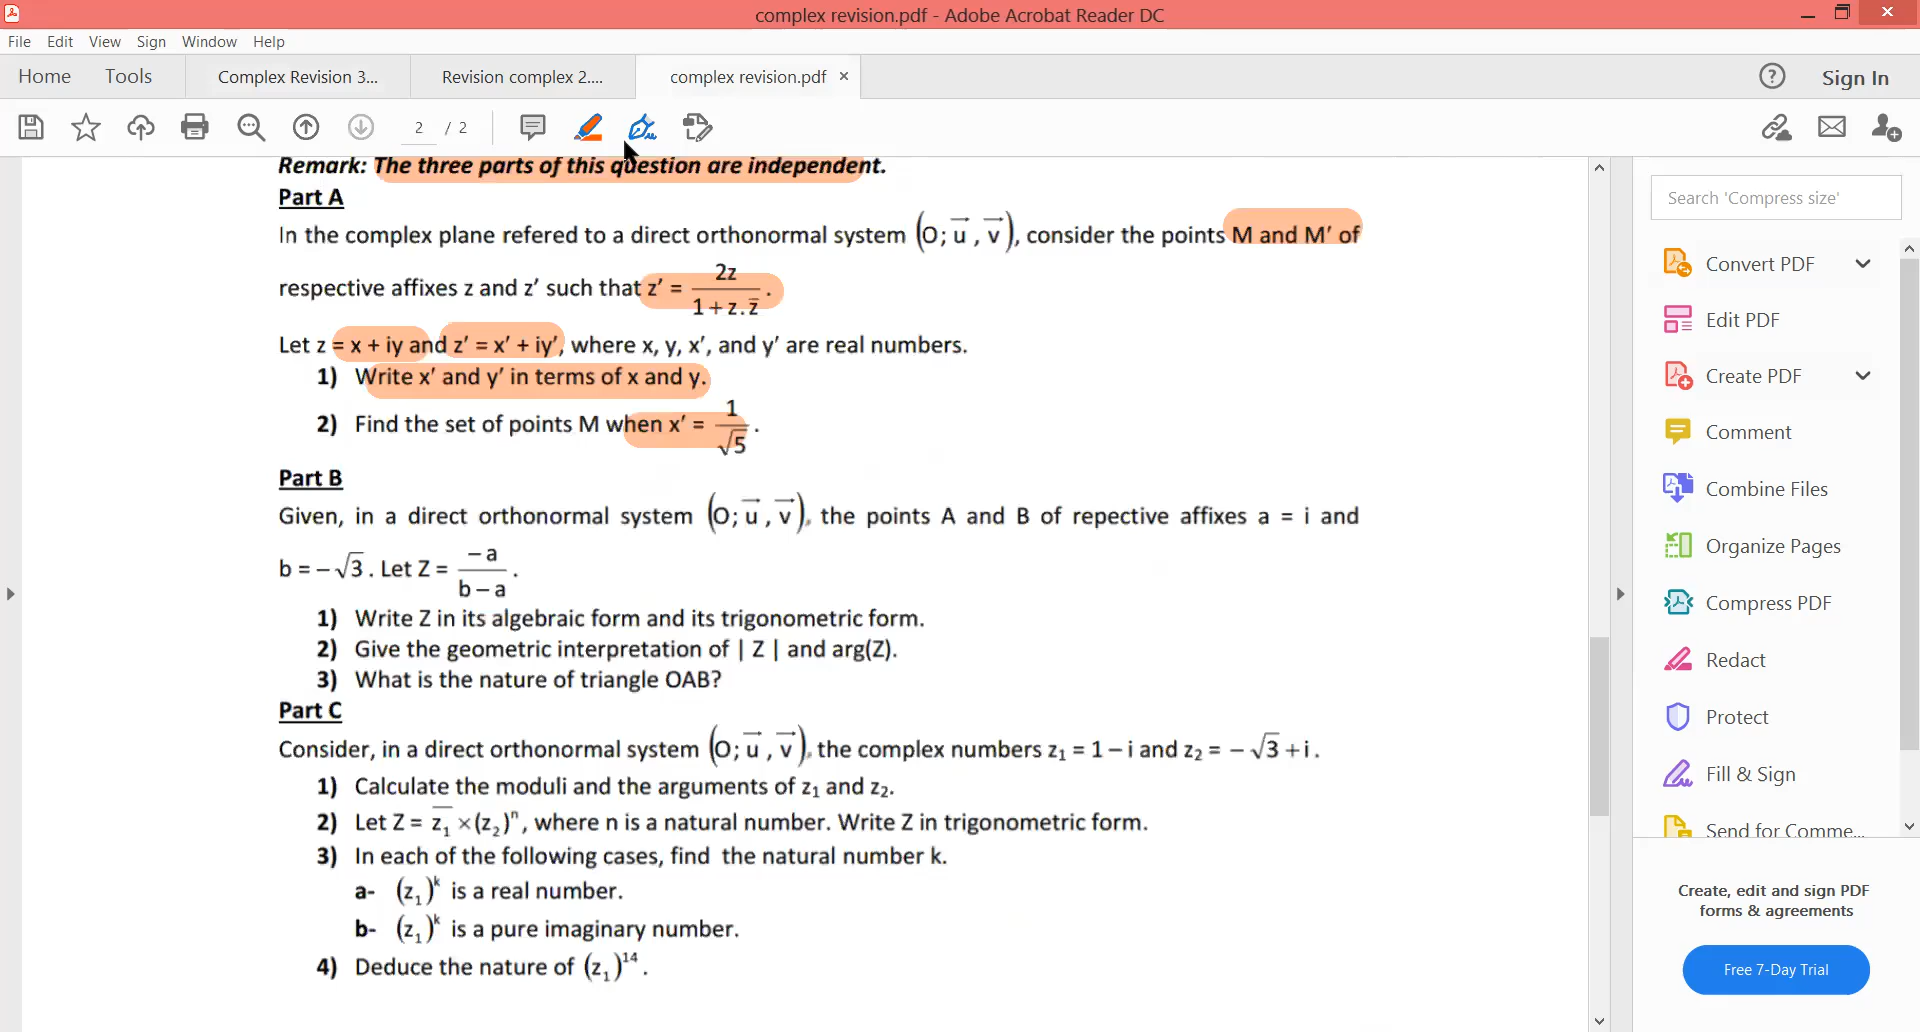 complex revision.pdf - Adobe Acrobat Reader DC
File Edit View Sign Window Help
Home Tools Complex Revision 3... Revision complex 2.... complex revision.pdf × ? Sign In
2 / 2
Remark: The three parts of this question are independent.
Part A
In the complex plane refered to a direct orthonormal system (O; u⃗ , v⃗ ), consider the points M and M′ of
respective affixes z and z′ such that z′ = 2z / (1 + z. z̄) .
Let z = x + iy and z′ = x′ + iy′, where x, y, x′, and y′ are real numbers.
1) Write x′ and y′ in terms of x and y.
2) Find the set of points M when x′ = 1/√5 .
Part B
Given, in a direct orthonormal system (O; u⃗ , v⃗ ), the points A and B of repective affixes a = i and
b = – √3 . Let Z = – a / (b – a) .
1) Write Z in its algebraic form and its trigonometric form.
2) Give the geometric interpretation of | Z | and arg(Z).
3) What is the nature of triangle OAB?
Part C
Consider, in a direct orthonormal system (O; u⃗ , v⃗ ), the complex numbers z₁ = 1 – i and z₂ = – √3 + i .
1) Calculate the moduli and the arguments of z₁ and z₂.
2) Let Z = z̄₁ × (z₂)ⁿ, where n is a natural number. Write Z in trigonometric form.
3) In each of the following cases, find the natural number k.
a- (z₁)ᵏ is a real number.
b- (z₁)ᵏ is a pure imaginary number.
4) Deduce the nature of (z₁)¹⁴ .
Search 'Compress size'
Convert PDF
Edit PDF
Create PDF
Comment
Combine Files
Organize Pages
Compress PDF
Redact
Protect
Fill & Sign
Send for Comme...
Create, edit and sign PDF
forms & agreements
Free 7-Day Trial